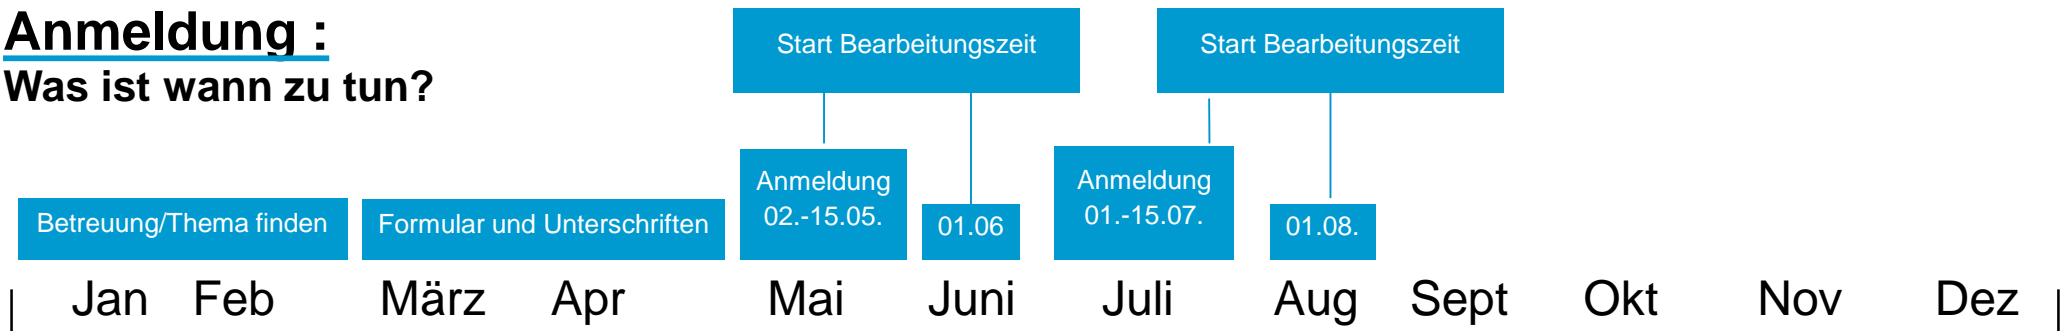 Anmeldung :
Was ist wann zu tun?
Start Bearbeitungszeit
Start Bearbeitungszeit
Betreuung/Thema finden
Formular und Unterschriften
Anmeldung
02.-15.05.
01.06
Anmeldung
01.-15.07.
01.08.
Jan Feb März Apr Mai Juni Juli Aug Sept Okt Nov Dez